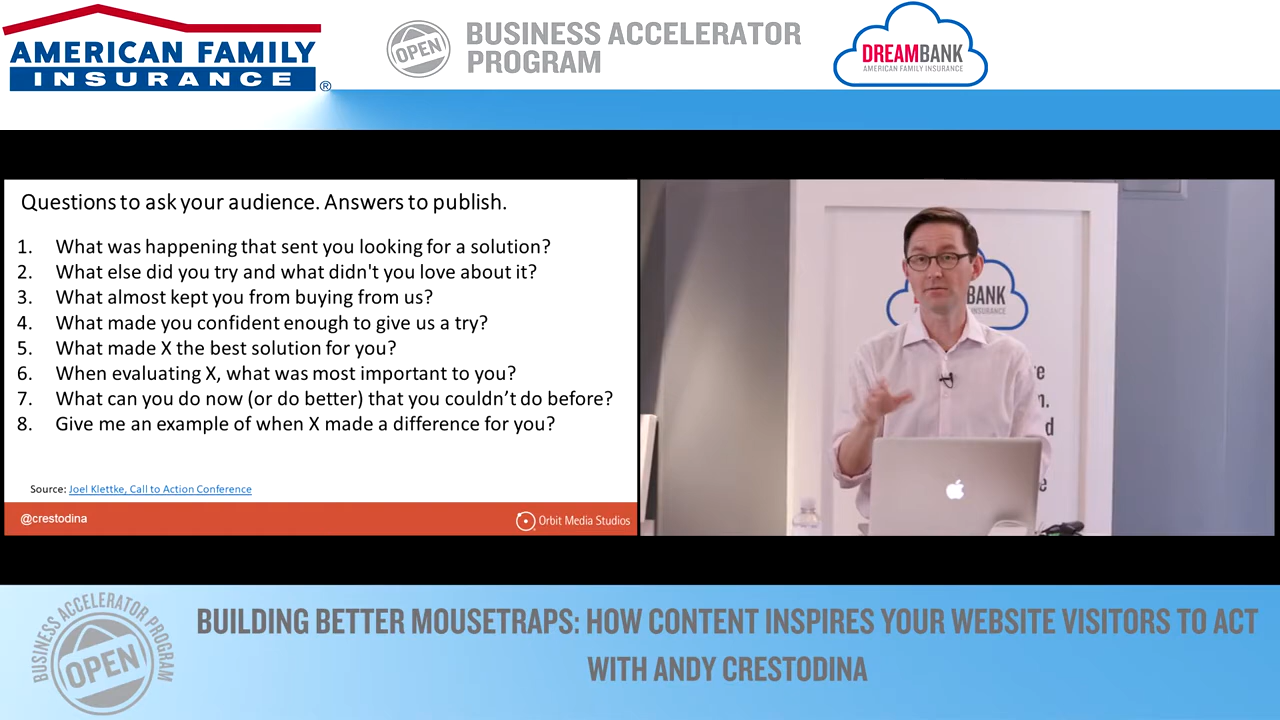 AMERICAN FAMILY
INSURANCE ®
OPEN
BUSINESS ACCELERATOR
PROGRAM
DREAMBANK
AMERICAN FAMILY INSURANCE
Questions to ask your audience. Answers to publish.
1. What was happening that sent you looking for a solution?
2. What else did you try and what didn't you love about it?
3. What almost kept you from buying from us?
4. What made you confident enough to give us a try?
5. What made X the best solution for you?
6. When evaluating X, what was most important to you?
7. What can you do now (or do better) that you couldn’t do before?
8. Give me an example of when X made a difference for you?
Source: Joel Klettke, Call to Action Conference
@crestodina
Orbit Media Studios
D
BANK
INSURANCE
BUSINESS ACCELERATOR PROGRAM
OPEN
BUILDING BETTER MOUSETRAPS: HOW CONTENT INSPIRES YOUR WEBSITE VISITORS TO ACT
WITH ANDY CRESTODINA